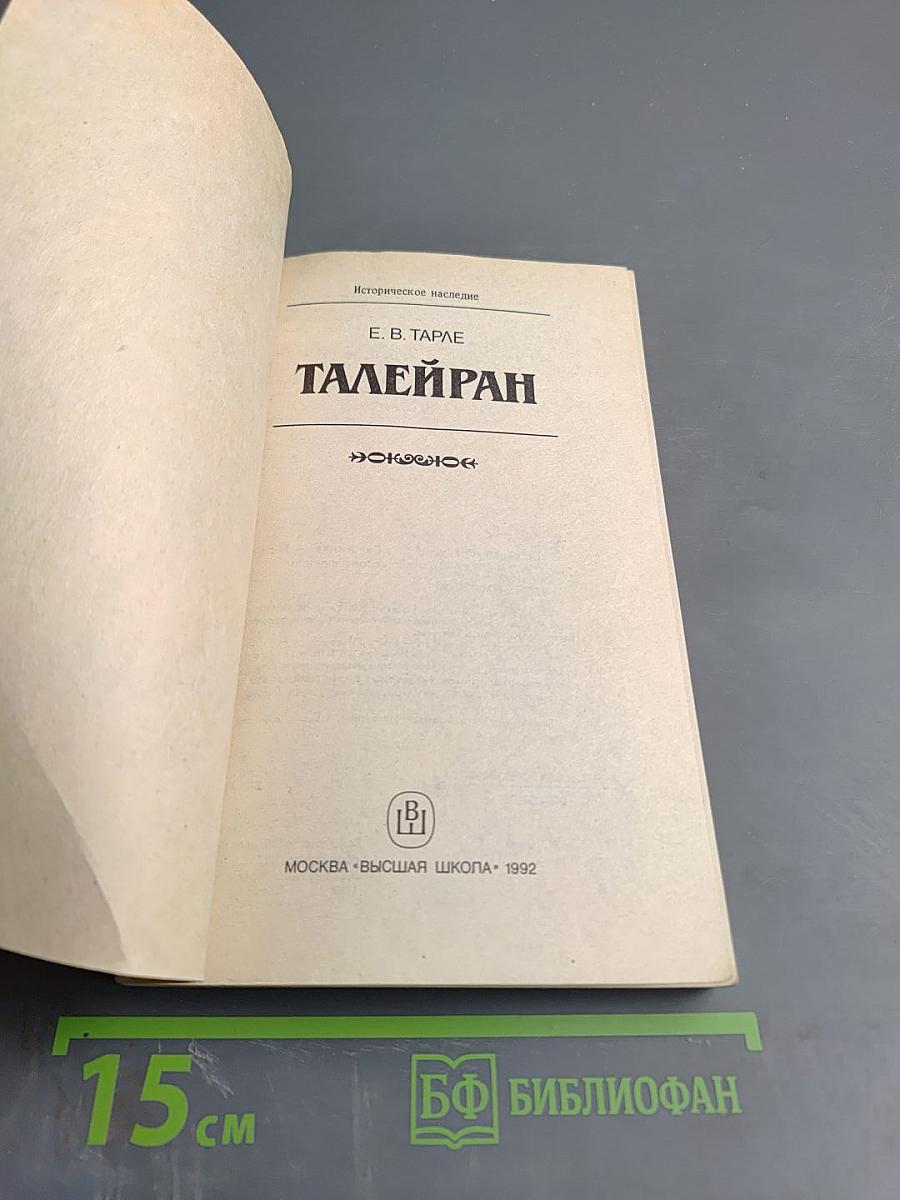 Историческое наследие
Е. В. ТАРЛЕ
ТАЛЕЙРАН
ВШ
МОСКВА «ВЫСШАЯ ШКОЛА» 1992
15 см
БФ БИБЛИОФАН